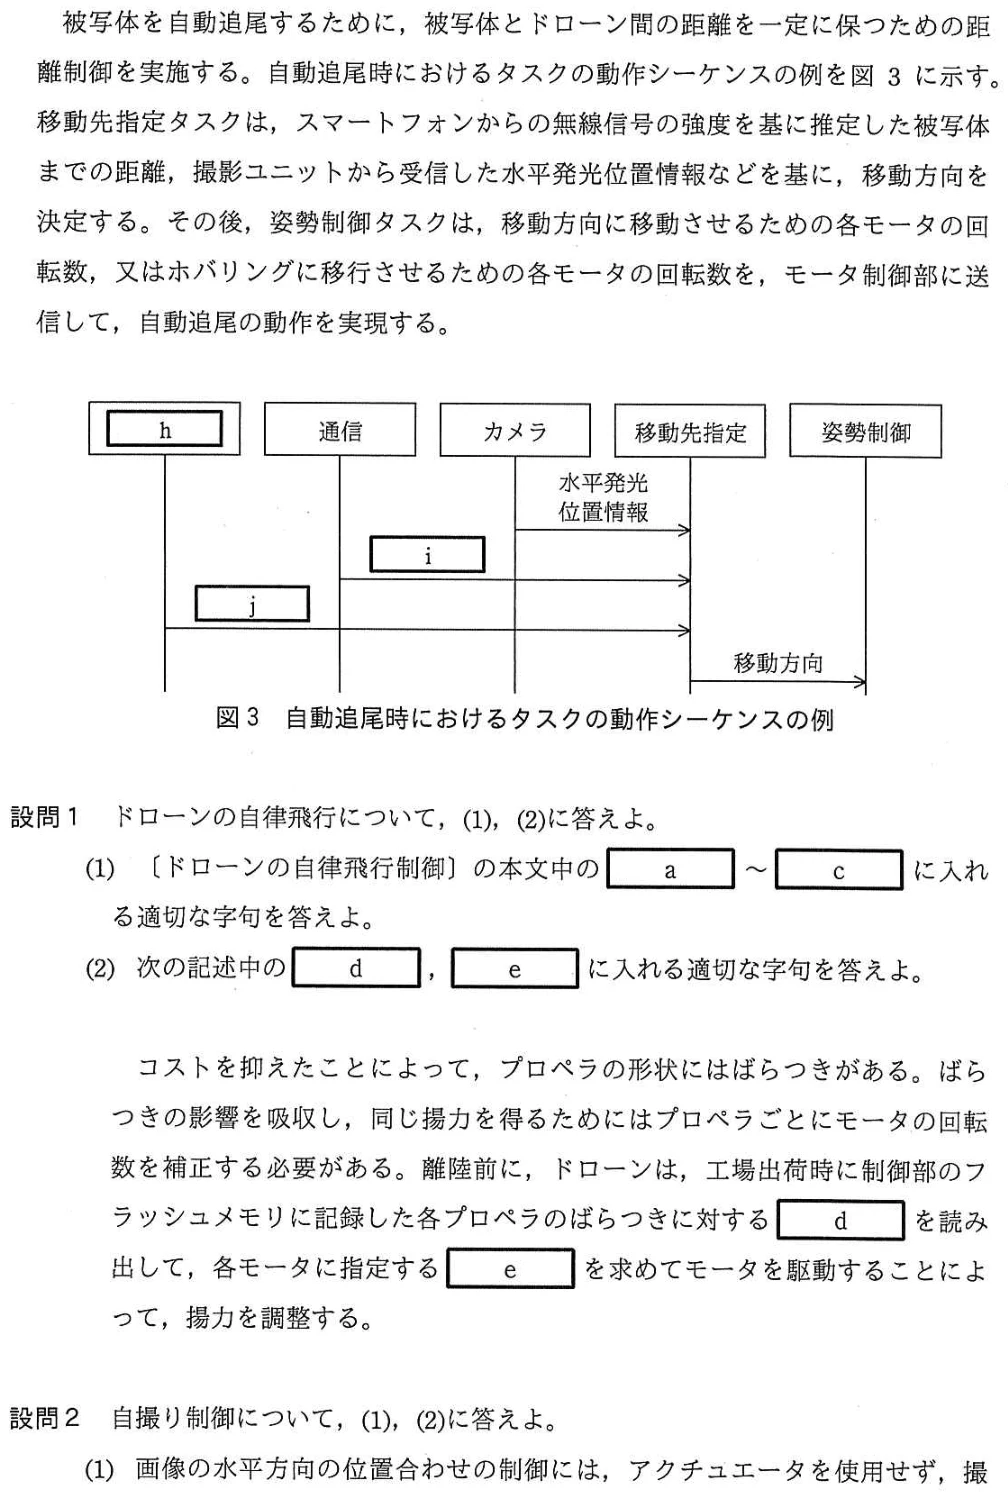 被写体を自動追尾するために，被写体とドローン間の距離を一定に保つための距
離制御を実施する。自動追尾時におけるタスクの動作シーケンスの例を図 3 に示す。
移動先指定タスクは，スマートフォンからの無線信号の強度を基に推定した被写体
までの距離，撮影ユニットから受信した水平発光位置情報などを基に，移動方向を
決定する。その後，姿勢制御タスクは，移動方向に移動させるための各モータの回
転数，又はホバリングに移行させるための各モータの回転数を，モータ制御部に送
信して，自動追尾の動作を実現する。
h 通信 カメラ 移動先指定 姿勢制御
水平発光
位置情報
i
j
移動方向
図 3 自動追尾時におけるタスクの動作シーケンスの例
設問 1 ドローンの自律飛行について，(1)，(2)に答えよ。
(1) 〔ドローンの自律飛行制御〕の本文中の a ～ c に入れ
る適切な字句を答えよ。
(2) 次の記述中の d ， e に入れる適切な字句を答えよ。
コストを抑えたことによって，プロペラの形状にはばらつきがある。ばら
つきの影響を吸収し，同じ揚力を得るためにはプロペラごとにモータの回転
数を補正する必要がある。離陸前に，ドローンは，工場出荷時に制御部のフ
ラッシュメモリに記録した各プロペラのばらつきに対する d を読み
出して，各モータに指定する e を求めてモータを駆動することによ
って，揚力を調整する。
設問 2 自撮り制御について，(1)，(2)に答えよ。
(1) 画像の水平方向の位置合わせの制御には，アクチュエータを使用せず，撮